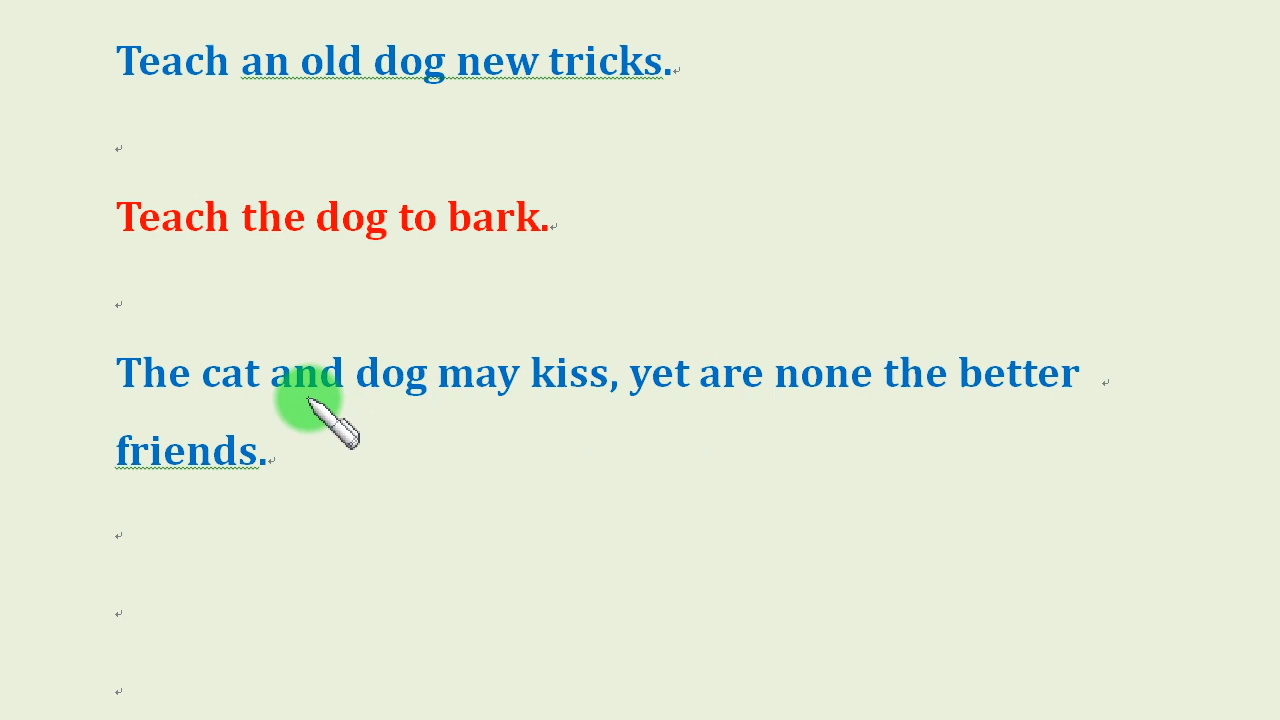 Teach an old dog new tricks.
Teach the dog to bark.
The cat and dog may kiss, yet are none the better
friends.